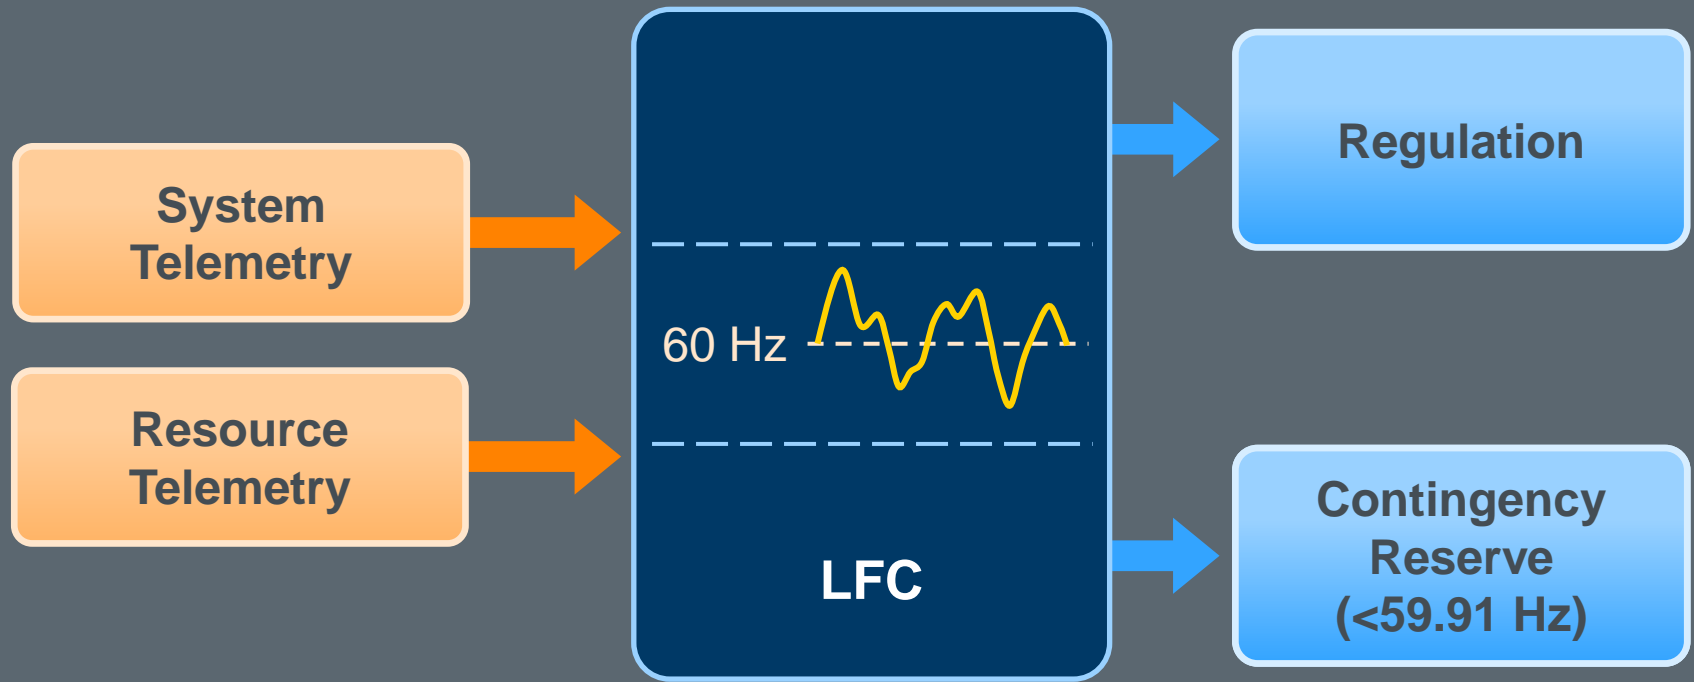 System
Telemetry
Resource
Telemetry
60 Hz
LFC
Regulation
Contingency
Reserve
(<59.91 Hz)